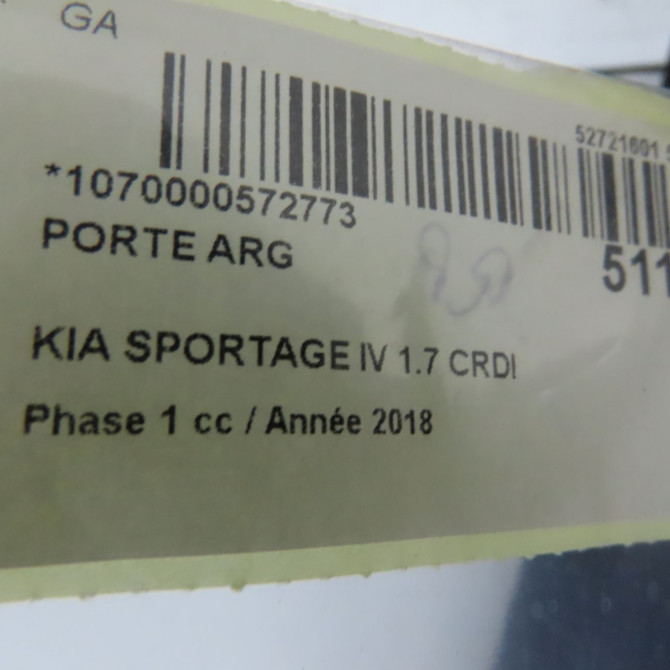 GA
52721601
*1070000572773
PORTE ARG
511
KIA SPORTAGE IV 1.7 CRDI
Phase 1 cc / Année 2018